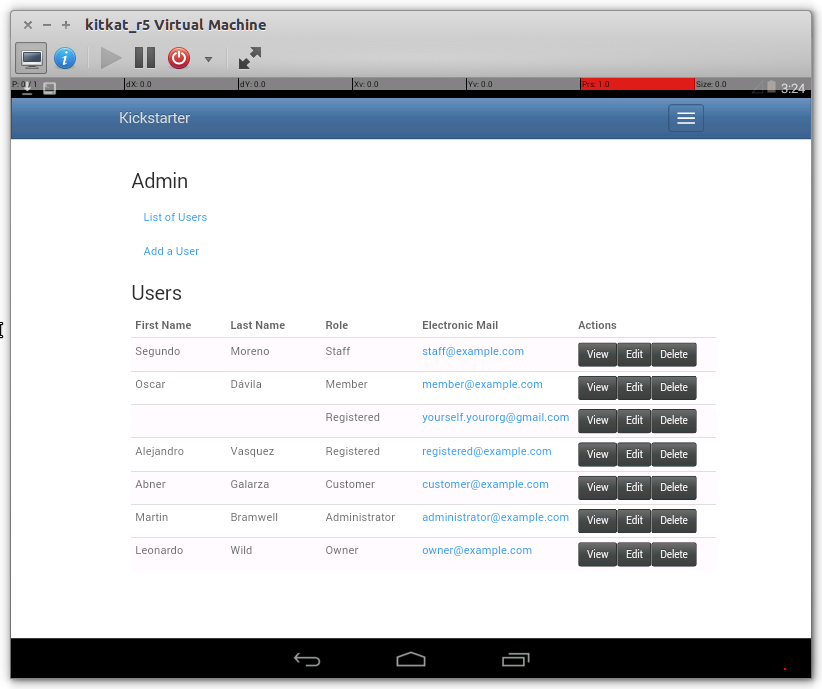 kitkat_r5 Virtual Machine
dX: 0.0 dY: 0.0 Xv: 0.0 Yv: 0.0 Prs: 1.0 Size: 0.0
3:24
Kickstarter
Admin
List of Users
Add a User
Users
First Name Last Name Role Electronic Mail Actions
Segundo Moreno Staff staff@example.com View Edit Delete
Oscar Dávila Member member@example.com View Edit Delete
Registered yourself.yourorg@gmail.com View Edit Delete
Alejandro Vasquez Registered registered@example.com View Edit Delete
Abner Galarza Customer customer@example.com View Edit Delete
Martin Bramwell Administrator administrator@example.com View Edit Delete
Leonardo Wild Owner owner@example.com View Edit Delete